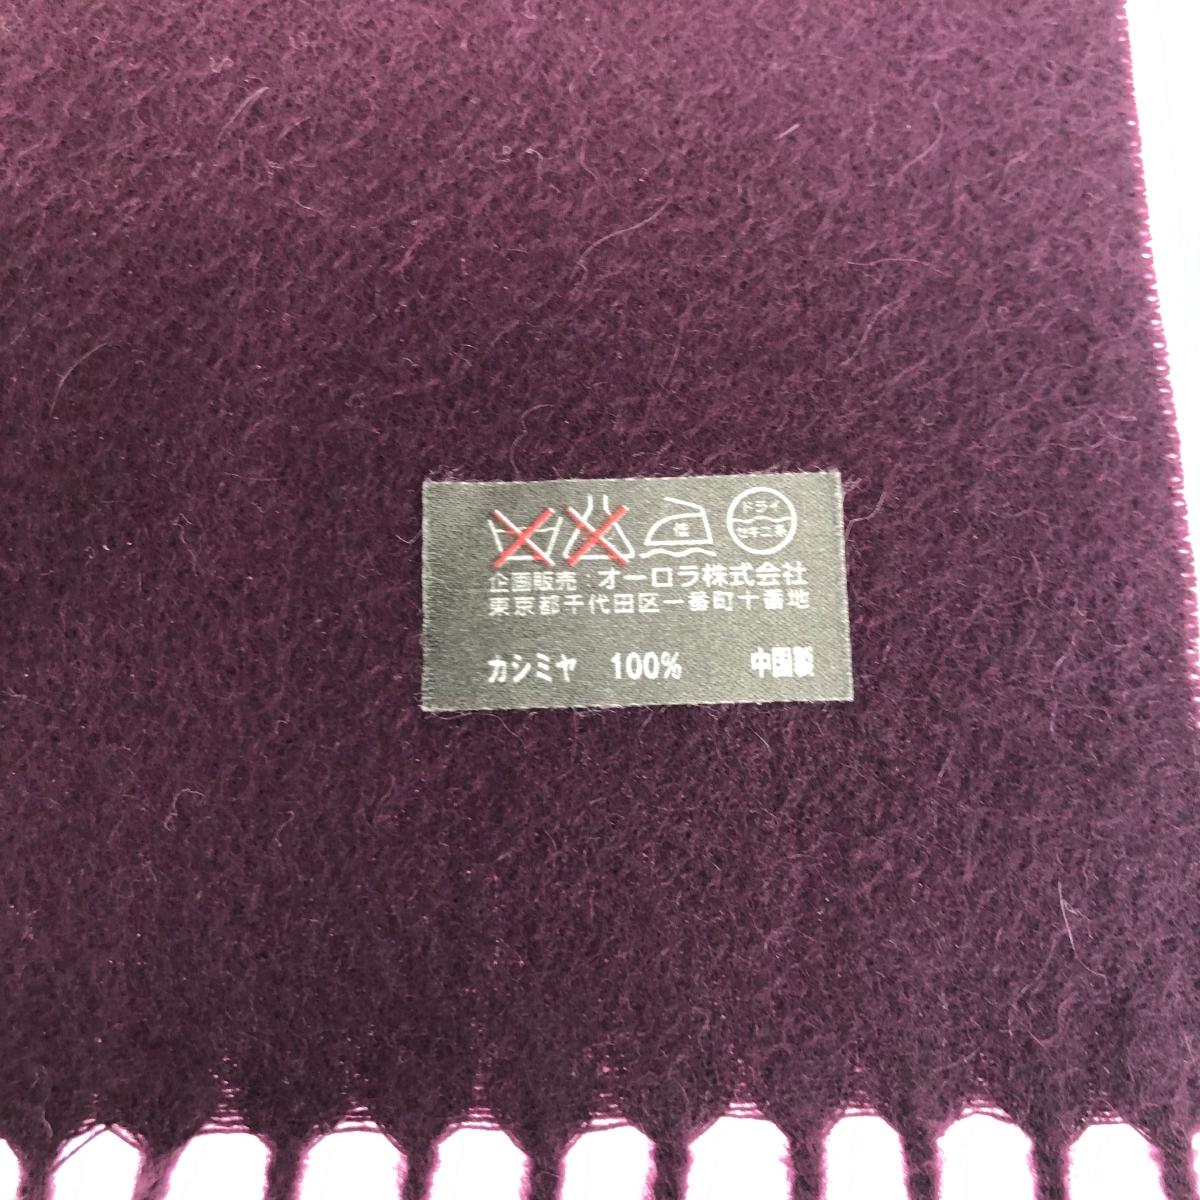 低
ドライ
セキユ系
企画販売：オーロラ株式会社
東京都千代田区一番町十番地
カシミヤ 100% 中国製